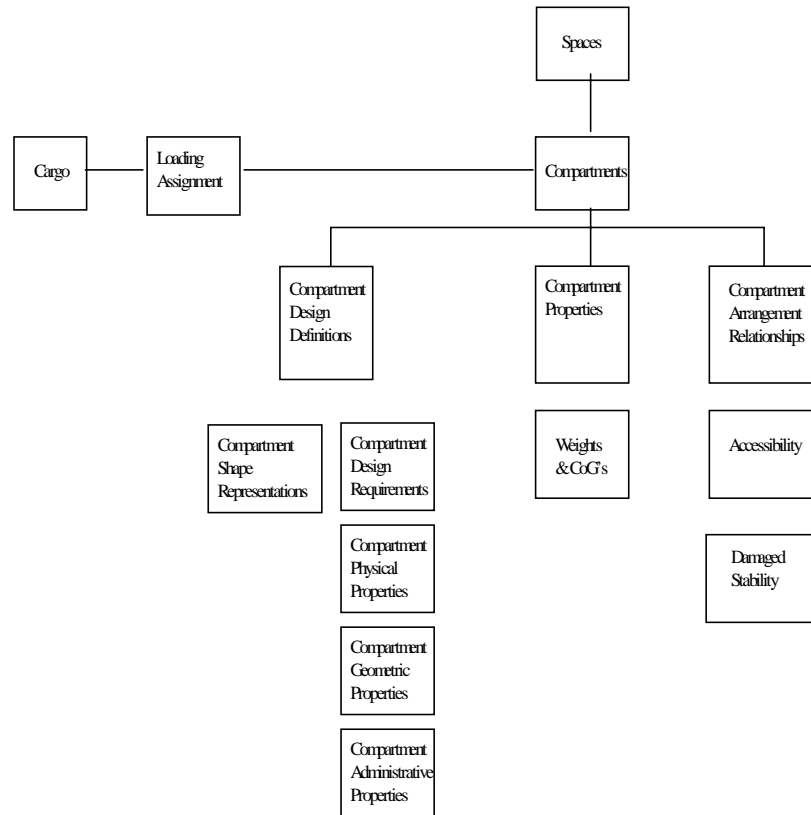 Spaces
Cargo
Loading
Assignment
Compartments
Compartment
Design
Definitions
Compartment
Properties
Compartment
Arrangement
Relationships
Compartment
Shape
Representations
Compartment
Design
Requirements
Weights
& CoG's
Accessibility
Compartment
Physical
Properties
Damaged
Stability
Compartment
Geometric
Properties
Compartment
Administrative
Properties